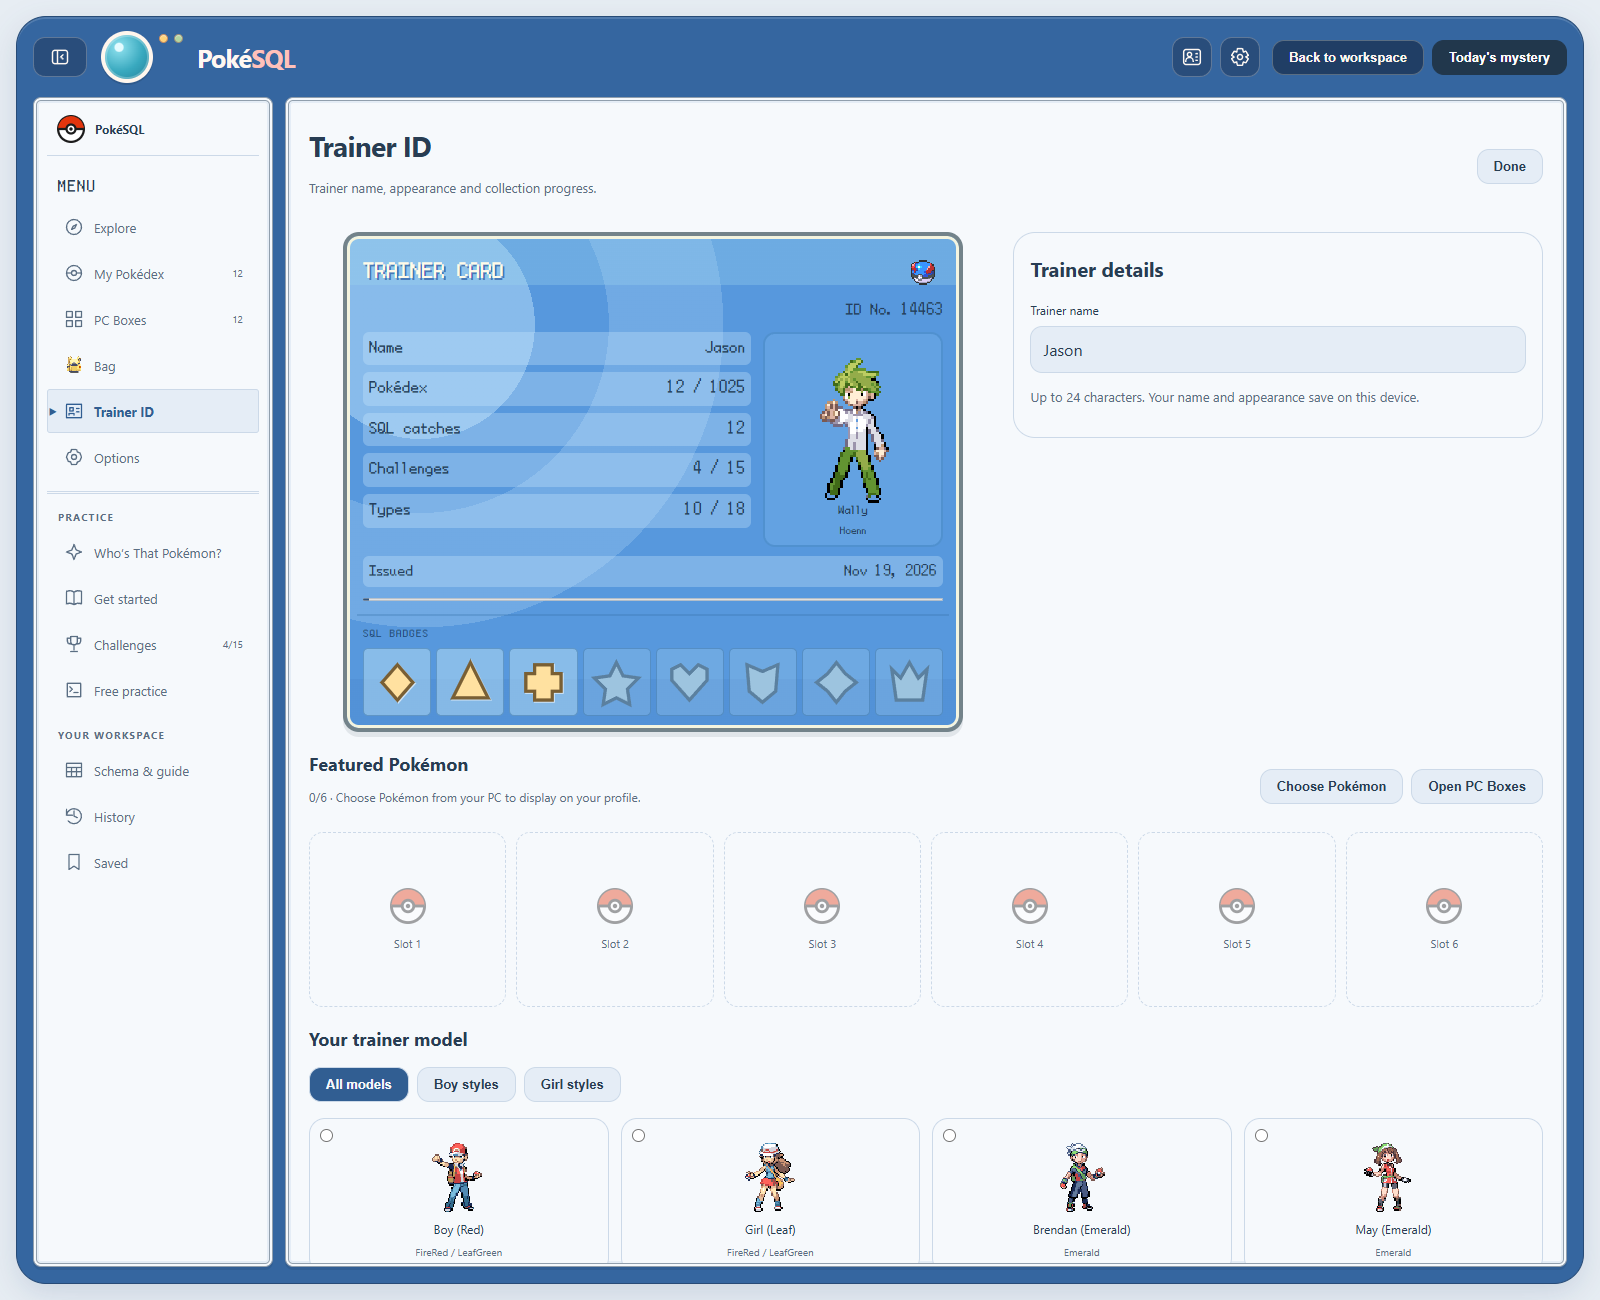 PokéSQL
Back to workspace
Today's mystery
PokéSQL
MENU
Explore
My Pokédex 12
PC Boxes 12
Bag
Trainer ID
Options
PRACTICE
Who's That Pokémon?
Get started
Challenges 4/15
Free practice
YOUR WORKSPACE
Schema & guide
History
Saved
Trainer ID
Trainer name, appearance and collection progress.
Done
TRAINER CARD
ID No. 14463
Name Jason
Pokédex 12 / 1025
SQL catches 12
Challenges 4 / 15
Types 10 / 18
Wally
Hoenn
Issued Nov 19, 2026
SQL BADGES
Trainer details
Trainer name
Jason
Up to 24 characters. Your name and appearance save on this device.
Featured Pokémon
0/6 · Choose Pokémon from your PC to display on your profile.
Choose Pokémon
Open PC Boxes
Slot 1
Slot 2
Slot 3
Slot 4
Slot 5
Slot 6
Your trainer model
All models
Boy styles
Girl styles
Boy (Red)
FireRed / LeafGreen
Girl (Leaf)
FireRed / LeafGreen
Brendan (Emerald)
Emerald
May (Emerald)
Emerald